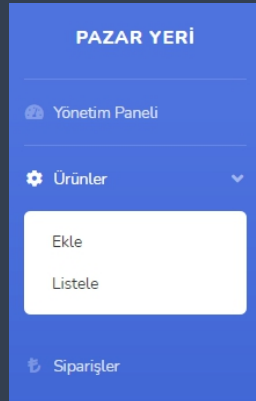 PAZAR YERİ
Yönetim Paneli
Ürünler
Ekle
Listele
Siparişler